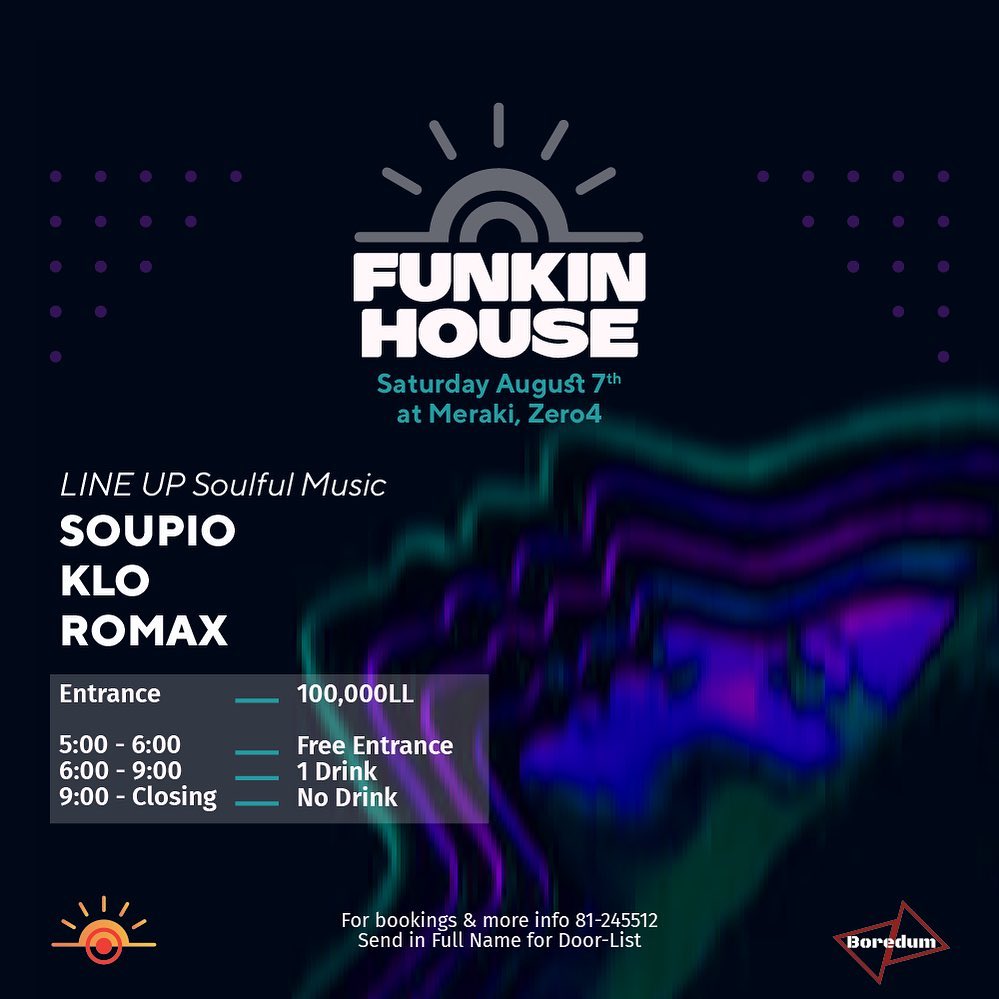 FUNKIN
HOUSE
Saturday August 7th
at Meraki, Zero4
LINE UP Soulful Music
SOUPIO
KLO
ROMAX
Entrance — 100,000LL
5:00 - 6:00 — Free Entrance
6:00 - 9:00 — 1 Drink
9:00 - Closing — No Drink
For bookings & more info 81-245512
Send in Full Name for Door-List
Boredum